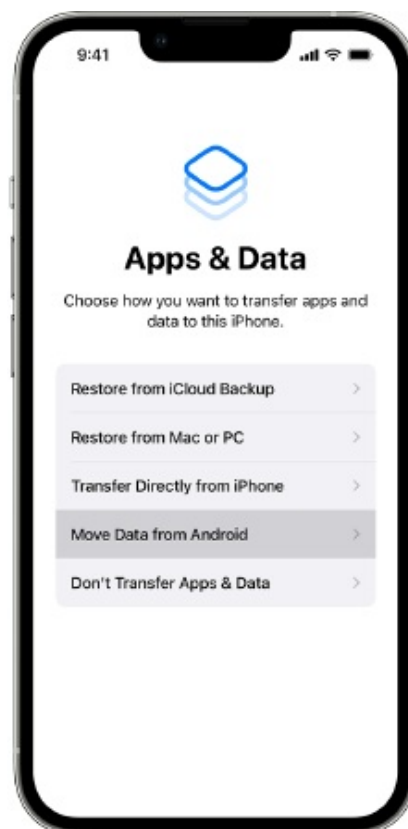 9:41
Apps & Data
Choose how you want to transfer apps and
data to this iPhone.
Restore from iCloud Backup
Restore from Mac or PC
Transfer Directly from iPhone
Move Data from Android
Don't Transfer Apps & Data